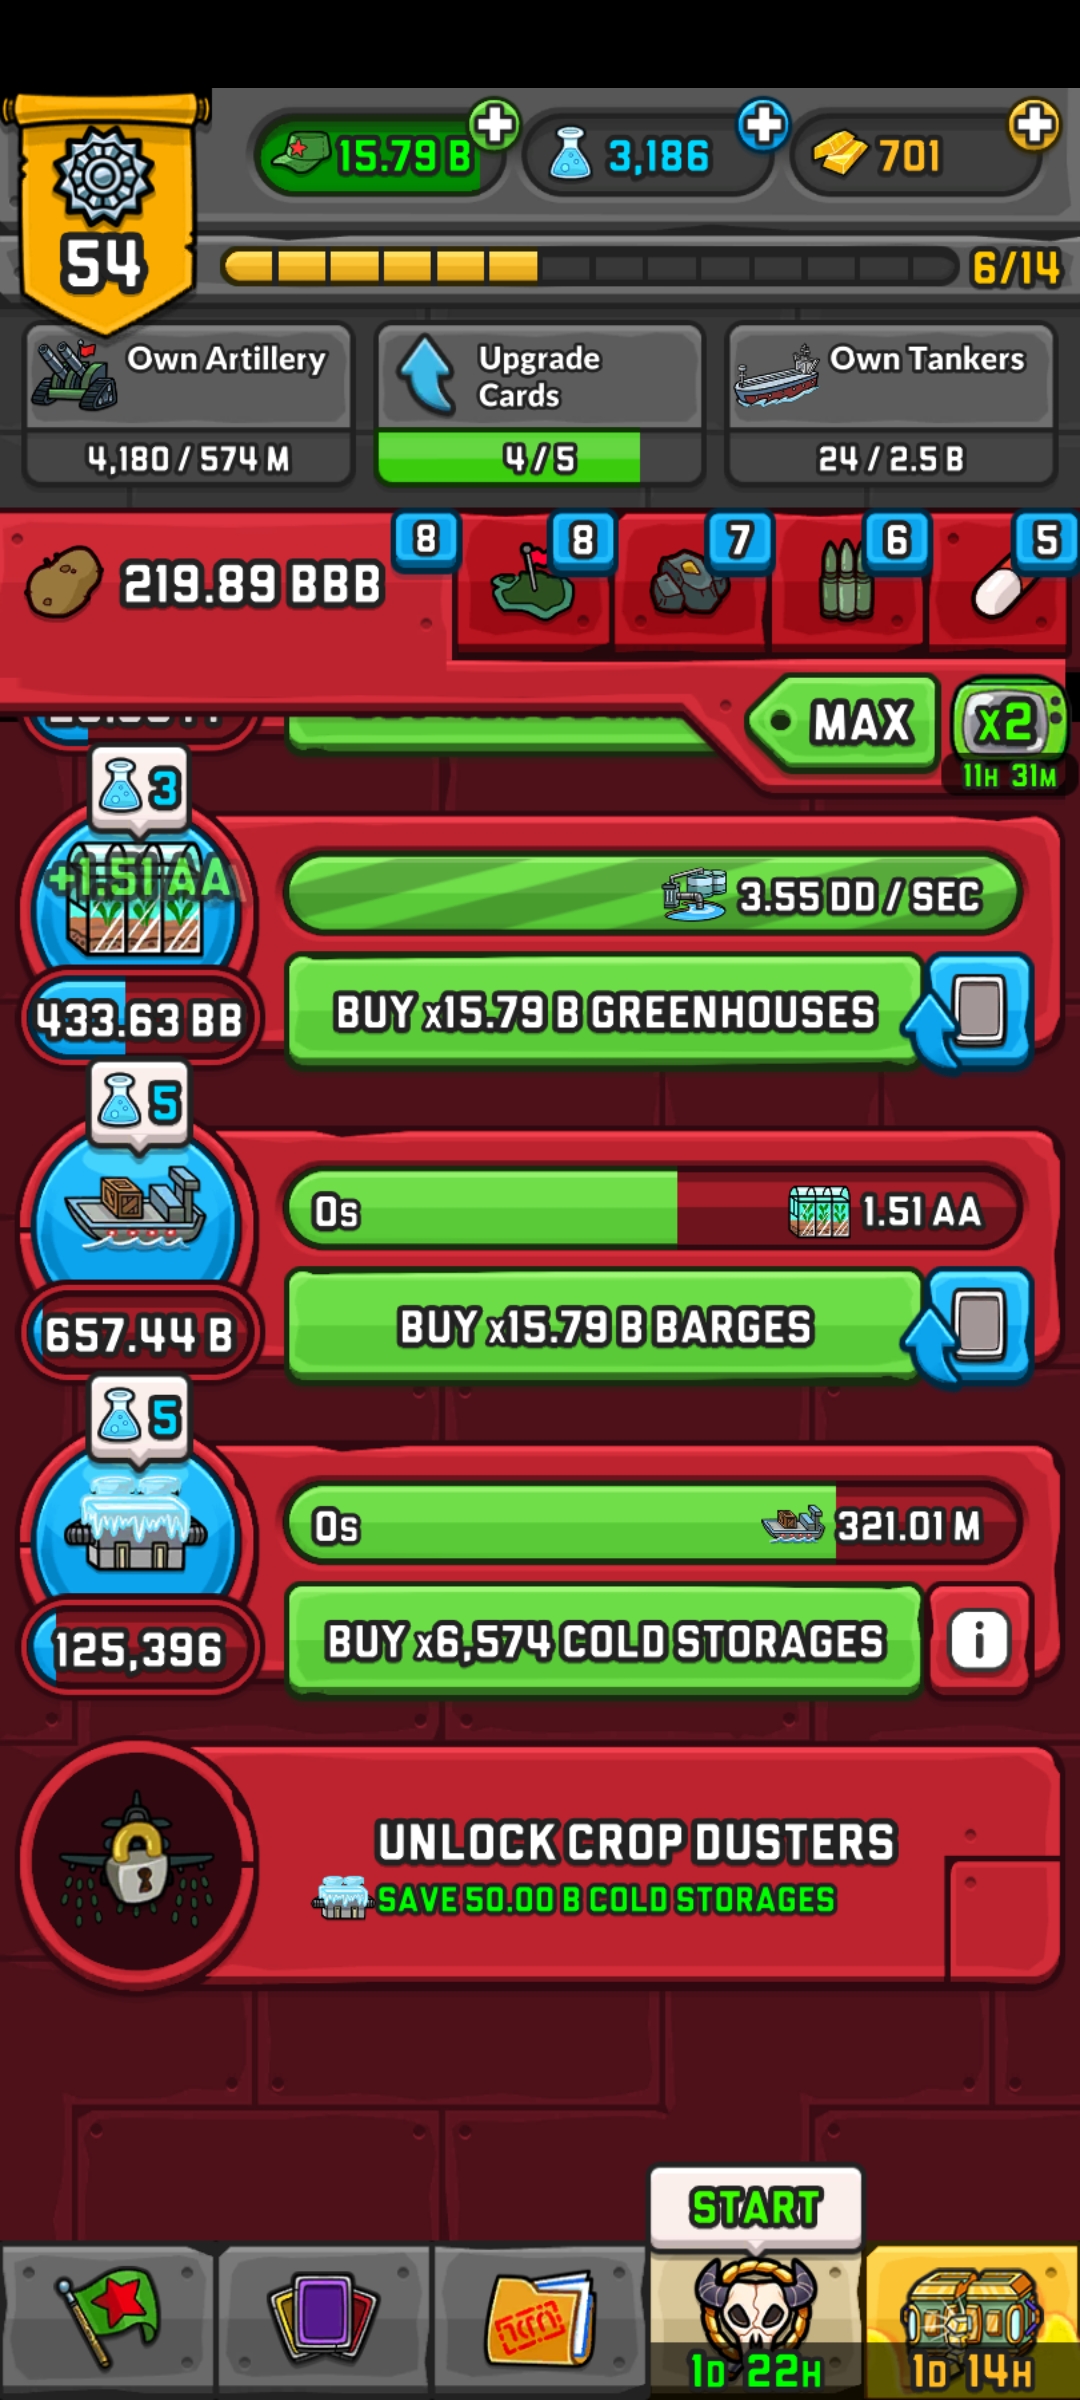 54
15.79 B
3,186
701
6/14
Own Artillery
4,180 / 574 M
Upgrade
Cards
4 / 5
Own Tankers
24 / 2.5 B
219.89 BBB
8
8
7
6
5
MAX
x2
11H 31M
3
+1.51 AA
433.63 BB
3.55 DD / SEC
BUY x15.79 B GREENHOUSES
5
657.44 B
0s
1.51 AA
BUY x15.79 B BARGES
5
125,396
0s
321.01 M
BUY x6,574 COLD STORAGES
i
UNLOCK CROP DUSTERS
SAVE 50.00 B COLD STORAGES
START
1D 22H
1D 14H